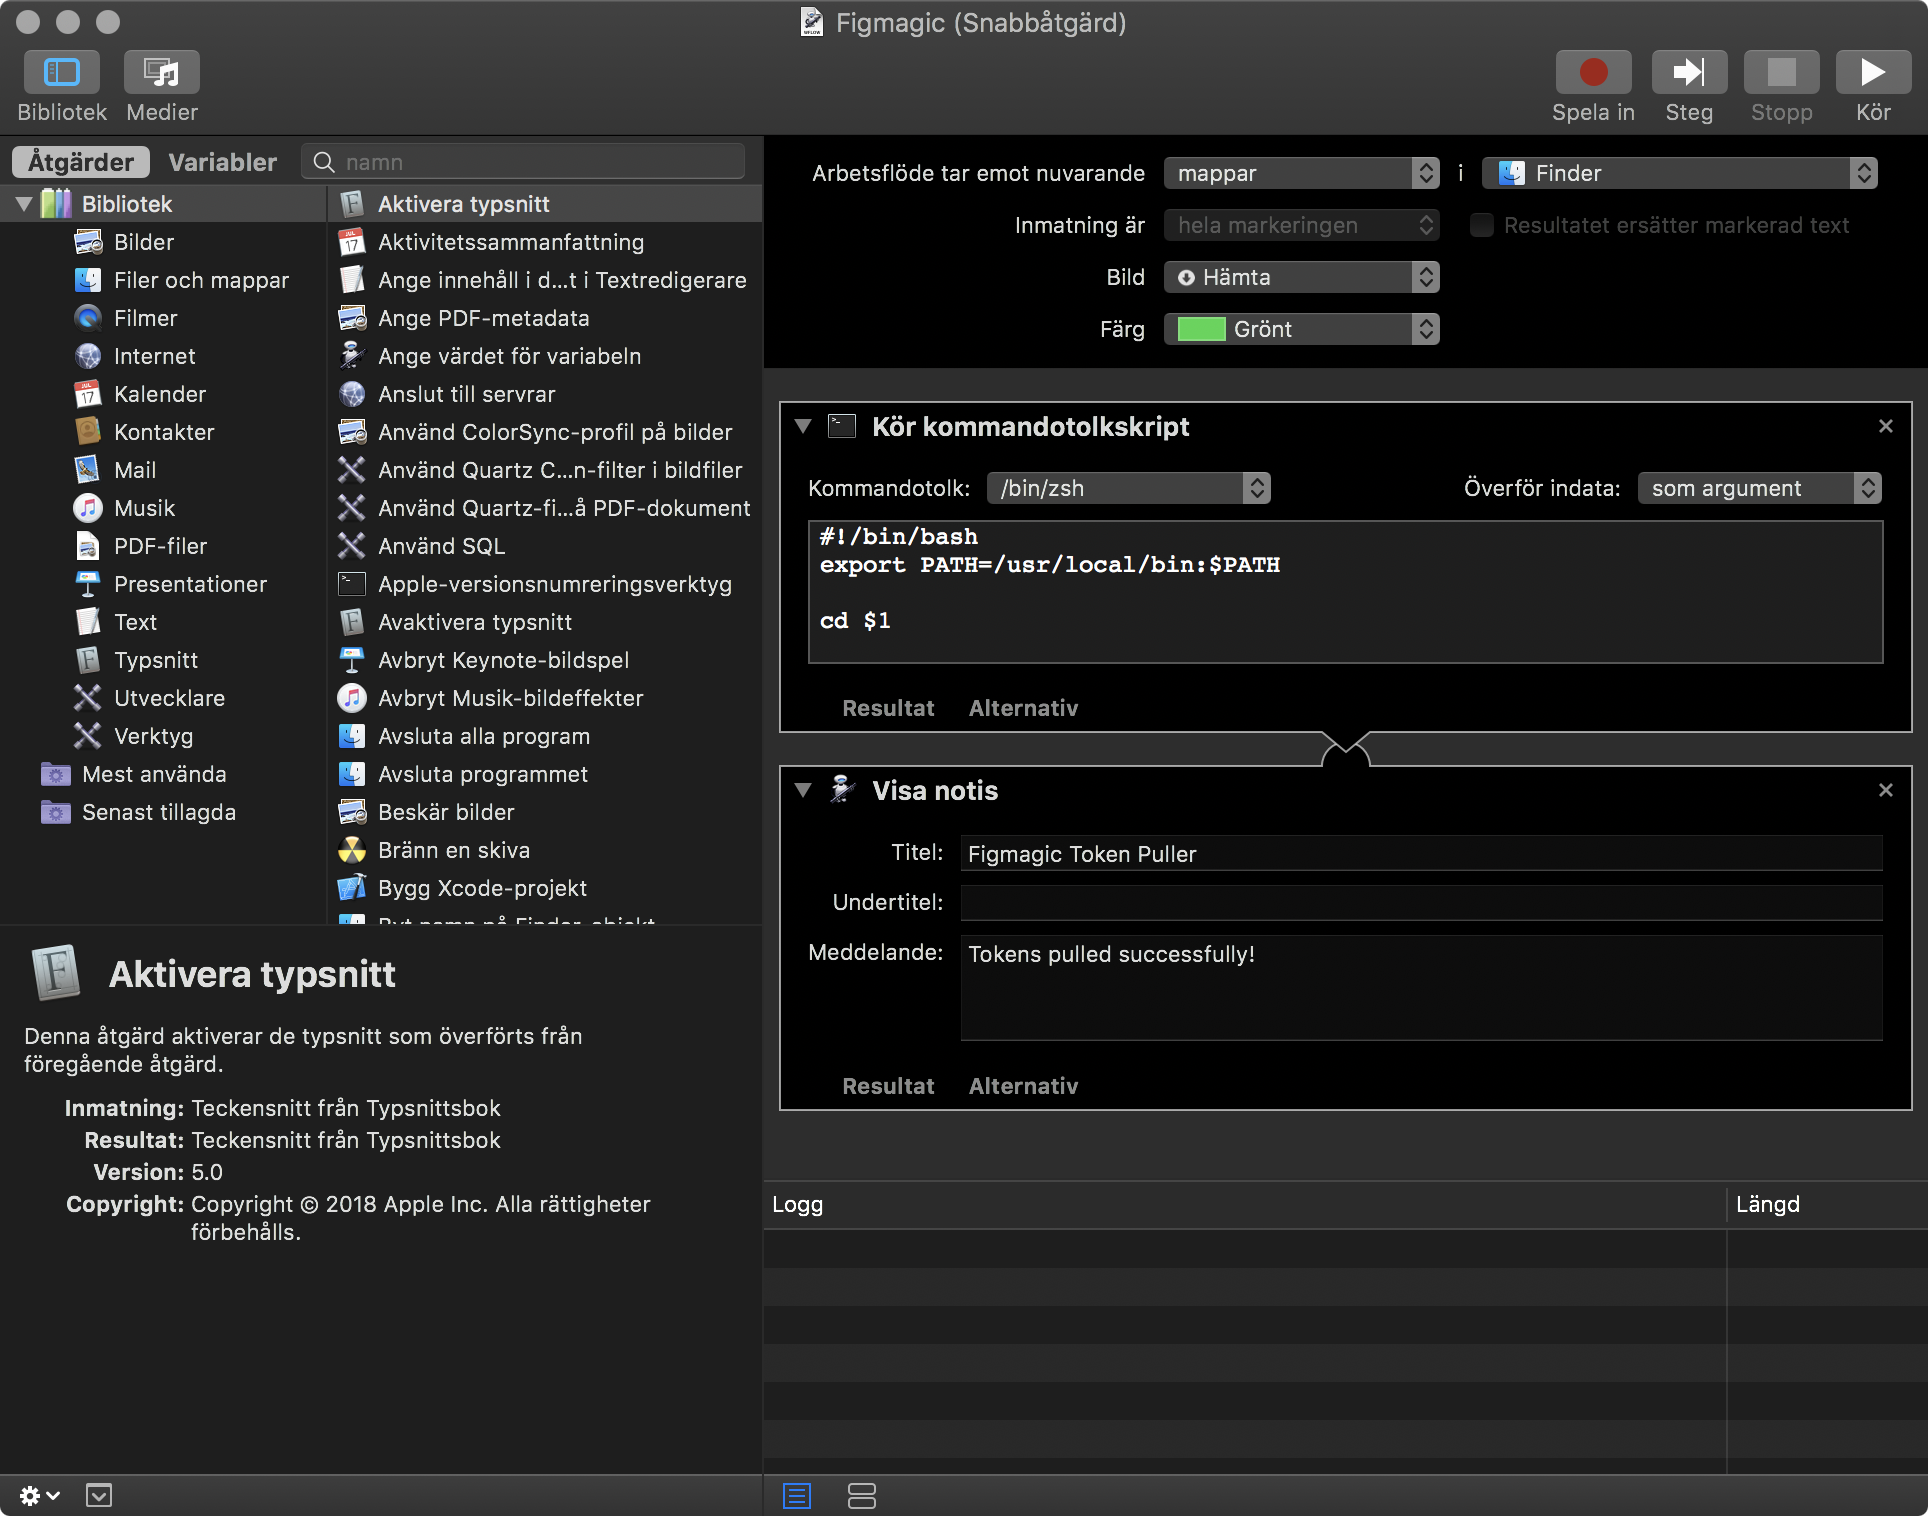 Figmagic (Snabbåtgärd)
Bibliotek
Medier
Spela in
Steg
Stopp
Kör
Åtgärder
Variabler
namn
Bibliotek
Bilder
Filer och mappar
Filmer
Internet
Kalender
Kontakter
Mail
Musik
PDF-filer
Presentationer
Text
Typsnitt
Utvecklare
Verktyg
Mest använda
Senast tillagda
Aktivera typsnitt
Aktivitetssammanfattning
Ange innehåll i d...t i Textredigerare
Ange PDF-metadata
Ange värdet för variabeln
Anslut till servrar
Använd ColorSync-profil på bilder
Använd Quartz C...n-filter i bildfiler
Använd Quartz-fi...å PDF-dokument
Använd SQL
Apple-versionsnumreringsverktyg
Avaktivera typsnitt
Avbryt Keynote-bildspel
Avbryt Musik-bildeffekter
Avsluta alla program
Avsluta programmet
Beskär bilder
Bränn en skiva
Bygg Xcode-projekt
Byt namn på Finder-objekt
Aktivera typsnitt
Denna åtgärd aktiverar de typsnitt som överförts från
föregående åtgärd.
Inmatning: Teckensnitt från Typsnittsbok
Resultat: Teckensnitt från Typsnittsbok
Version: 5.0
Copyright: Copyright © 2018 Apple Inc. Alla rättigheter
förbehålls.
Arbetsflöde tar emot nuvarande mappar i Finder
Inmatning är hela markeringen Resultatet ersätter markerad text
Bild Hämta
Färg Grönt
Kör kommandotolkskript
Kommandotolk: /bin/zsh Överför indata: som argument
#!/bin/bash
export PATH=/usr/local/bin:$PATH
cd $1
Resultat Alternativ
Visa notis
Titel: Figmagic Token Puller
Undertitel:
Meddelande: Tokens pulled successfully!
Resultat Alternativ
Logg Längd